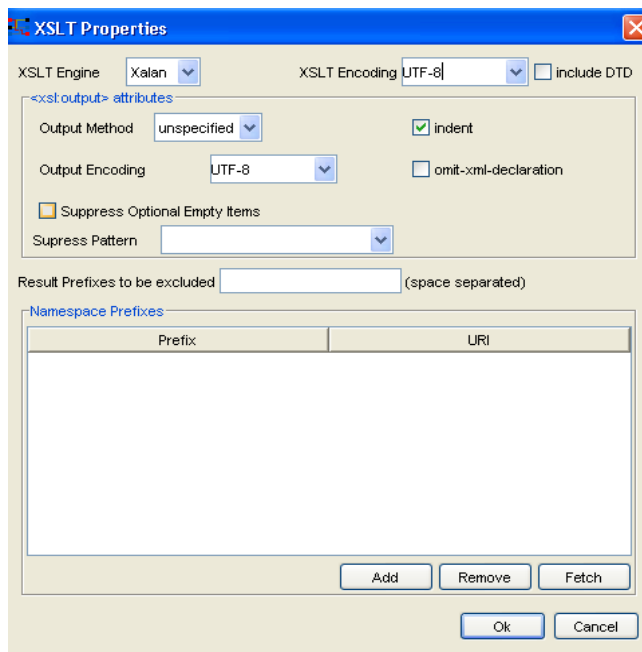 XSLT Properties
XSLT Engine Xalan XSLT Encoding UTF-8 include DTD
<xsl:output> attributes
Output Method unspecified indent
Output Encoding UTF-8 omit-xml-declaration
Suppress Optional Empty Items
Supress Pattern
Result Prefixes to be excluded (space separated)
Namespace Prefixes
Prefix URI
Add Remove Fetch
Ok Cancel